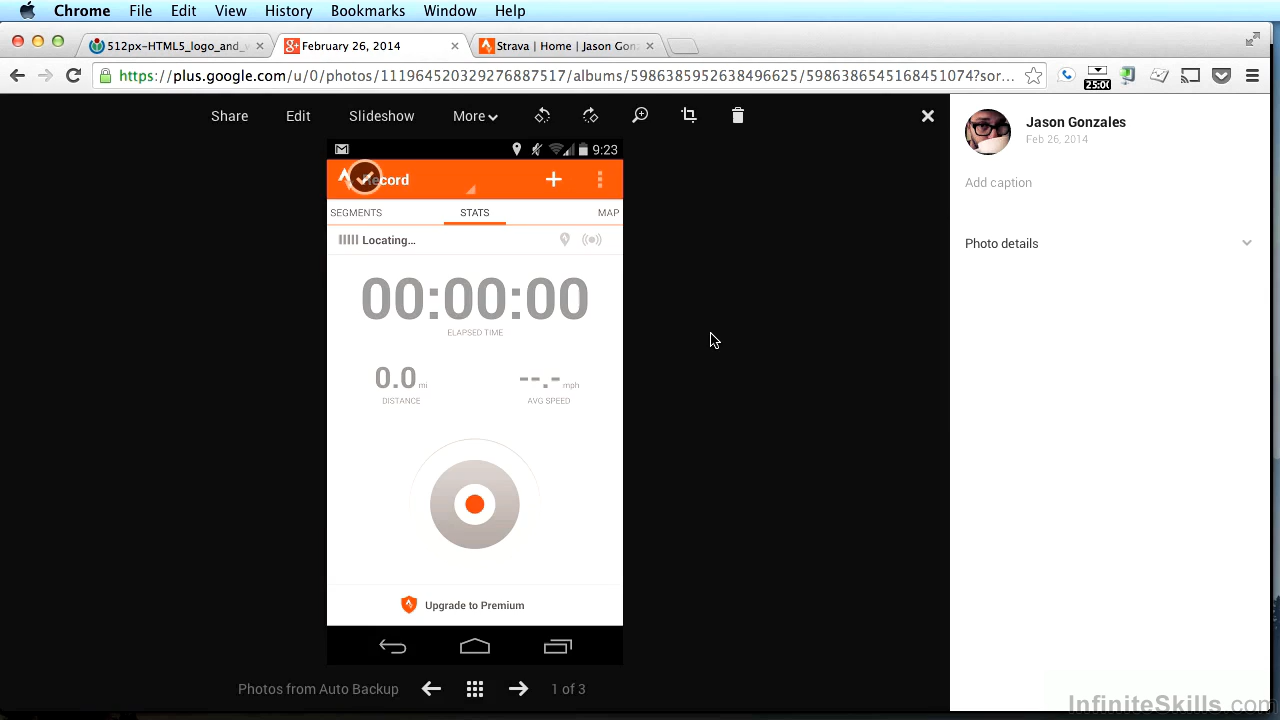 Chrome File Edit View History Bookmarks Window Help
512px-HTML5_logo_and_ February 26, 2014 Strava | Home | Jason Gonz
https://plus.google.com/u/0/photos/111964520329276887517/albums/5986385952638496625/5986386545168451074?sor... 25:00
Share Edit Slideshow More
9:23
Record
SEGMENTS STATS MAP
Locating...
00:00:00
ELAPSED TIME
0.0 mi --.- mph
DISTANCE AVG SPEED
Upgrade to Premium
Photos from Auto Backup 1 of 3
Jason Gonzales
Feb 26, 2014
Add caption
Photo details
InfiniteSkills.com